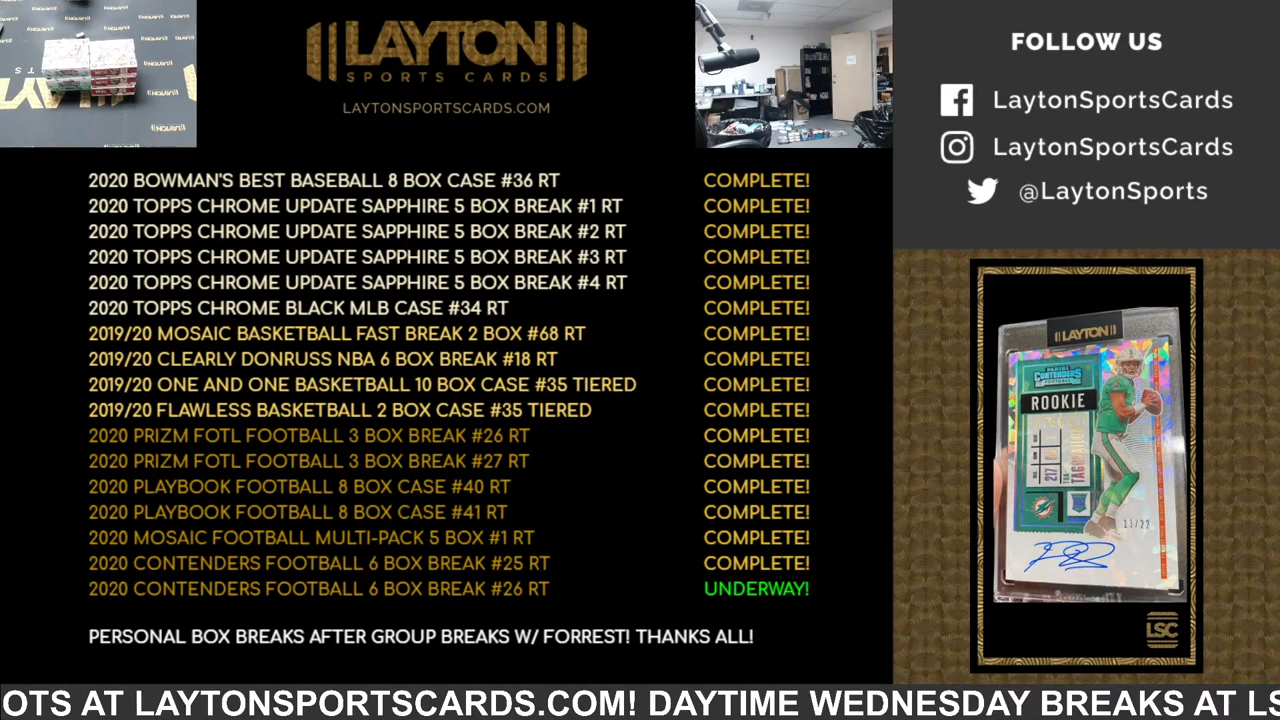 LAYTON
SPORTS CARDS
LAYTONSPORTSCARDS.COM
FOLLOW US
LaytonSportsCards
LaytonSportsCards
@LaytonSports
2020 BOWMAN'S BEST BASEBALL 8 BOX CASE #36 RT COMPLETE!
2020 TOPPS CHROME UPDATE SAPPHIRE 5 BOX BREAK #1 RT COMPLETE!
2020 TOPPS CHROME UPDATE SAPPHIRE 5 BOX BREAK #2 RT COMPLETE!
2020 TOPPS CHROME UPDATE SAPPHIRE 5 BOX BREAK #3 RT COMPLETE!
2020 TOPPS CHROME UPDATE SAPPHIRE 5 BOX BREAK #4 RT COMPLETE!
2020 TOPPS CHROME BLACK MLB CASE #34 RT COMPLETE!
2019/20 MOSAIC BASKETBALL FAST BREAK 2 BOX #68 RT COMPLETE!
2019/20 CLEARLY DONRUSS NBA 6 BOX BREAK #18 RT COMPLETE!
2019/20 ONE AND ONE BASKETBALL 10 BOX CASE #35 TIERED COMPLETE!
2019/20 FLAWLESS BASKETBALL 2 BOX CASE #35 TIERED COMPLETE!
2020 PRIZM FOTL FOOTBALL 3 BOX BREAK #26 RT COMPLETE!
2020 PRIZM FOTL FOOTBALL 3 BOX BREAK #27 RT COMPLETE!
2020 PLAYBOOK FOOTBALL 8 BOX CASE #40 RT COMPLETE!
2020 PLAYBOOK FOOTBALL 8 BOX CASE #41 RT COMPLETE!
2020 MOSAIC FOOTBALL MULTI-PACK 5 BOX #1 RT COMPLETE!
2020 CONTENDERS FOOTBALL 6 BOX BREAK #25 RT COMPLETE!
2020 CONTENDERS FOOTBALL 6 BOX BREAK #26 RT UNDERWAY!
PERSONAL BOX BREAKS AFTER GROUP BREAKS W/ FORREST! THANKS ALL!
LAYTON
CONTENDERS
ROOKIE
217
13/22
LSC
OTS AT LAYTONSPORTSCARDS.COM! DAYTIME WEDNESDAY BREAKS AT LS